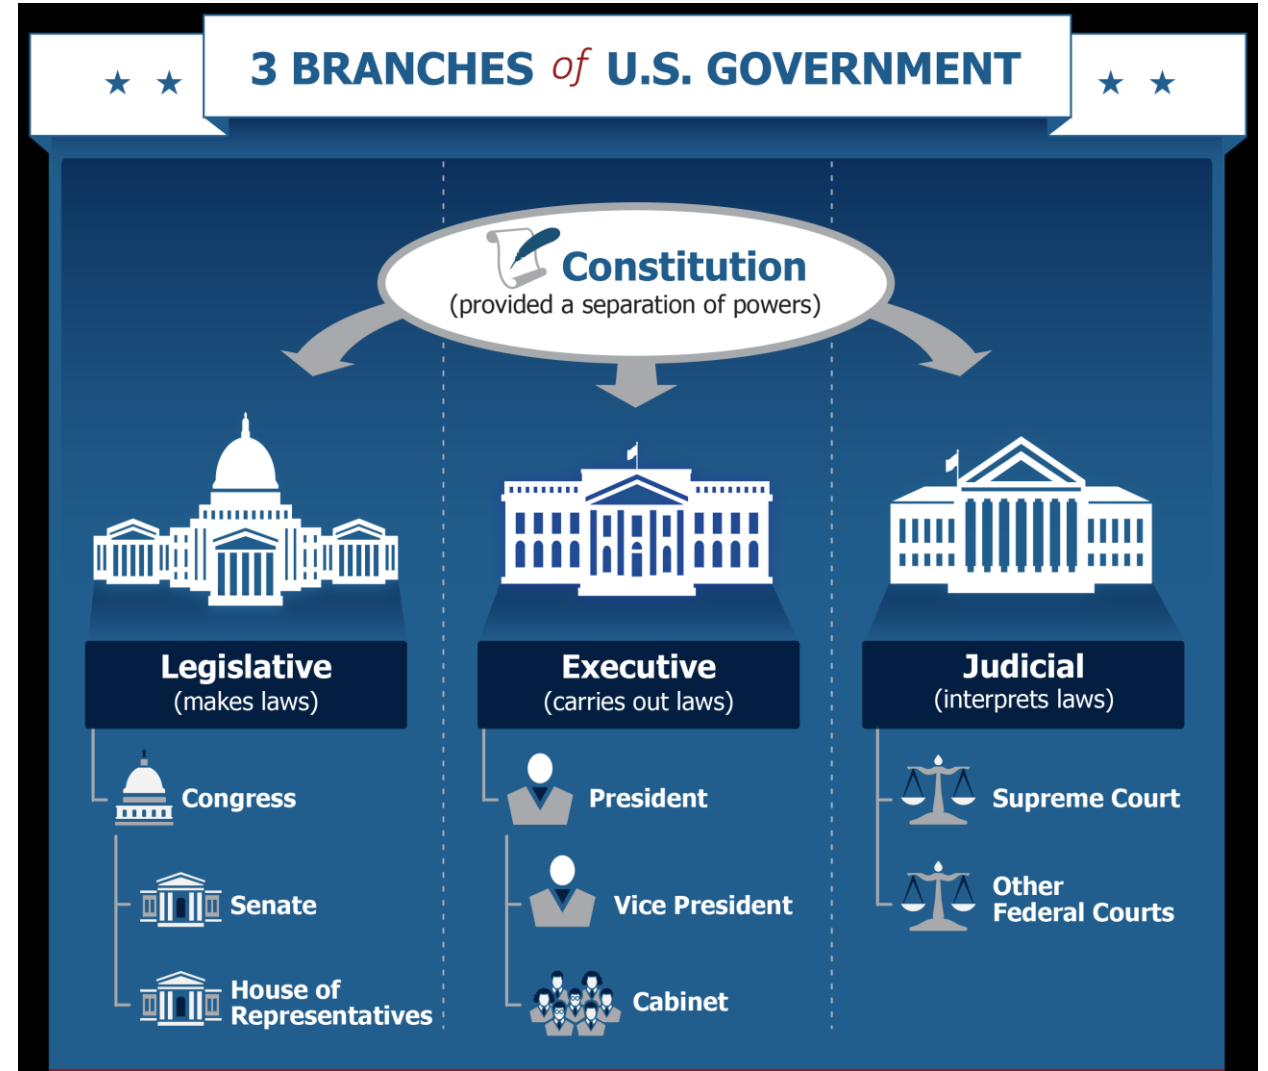 3 BRANCHES of U.S. GOVERNMENT
Constitution
(provided a separation of powers)
Legislative
(makes laws)
Congress
Senate
House of
Representatives
Executive
(carries out laws)
President
Vice President
Cabinet
Judicial
(interprets laws)
Supreme Court
Other
Federal Courts